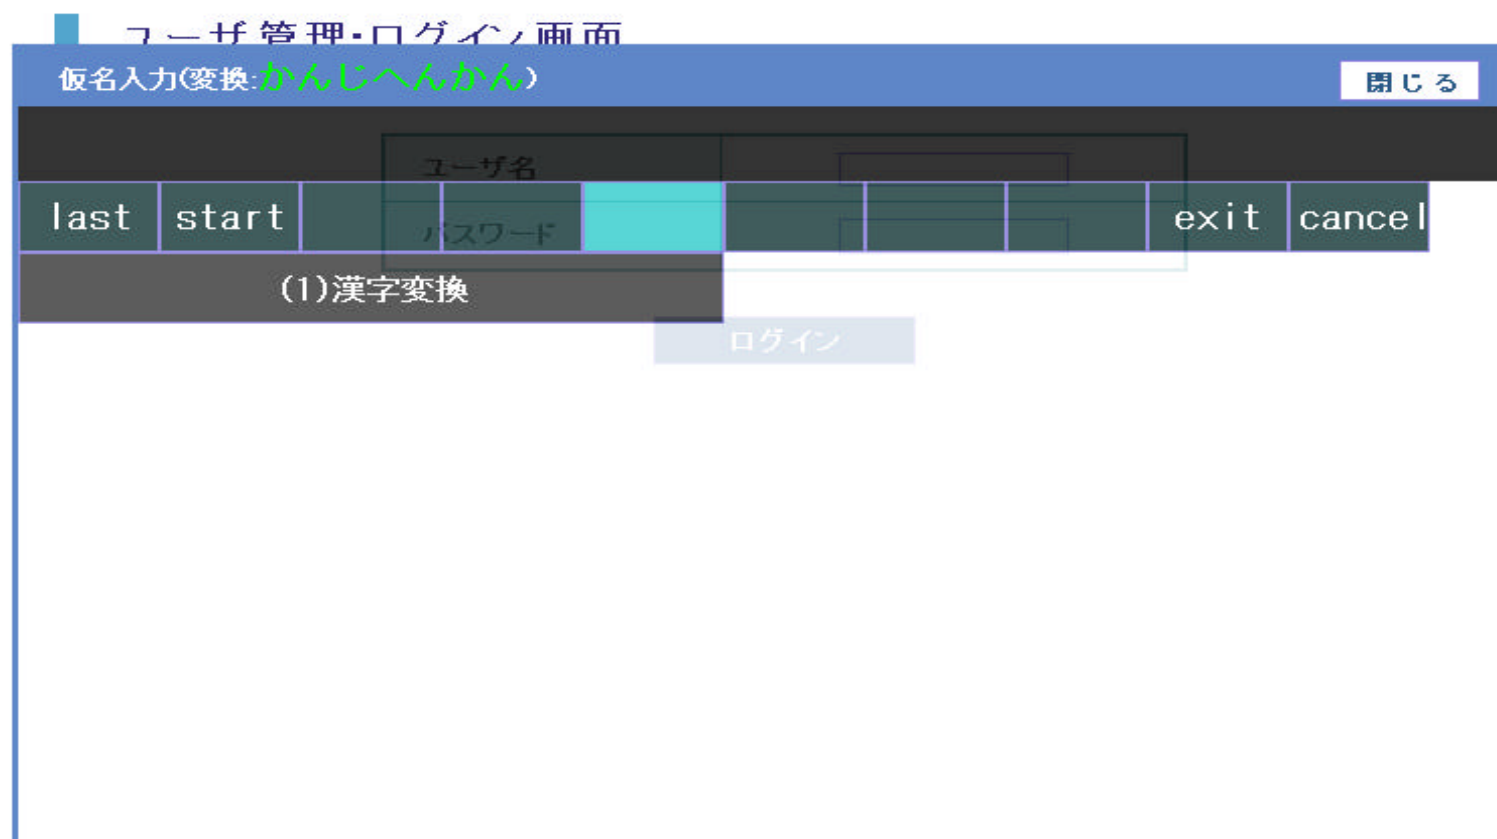 ユーザ管理・ログイン画面
仮名入力(変換:かんじへんかん)
閉じる
ユーザ名
last start exit cancel
パスワード
(1)漢字変換
ログイン